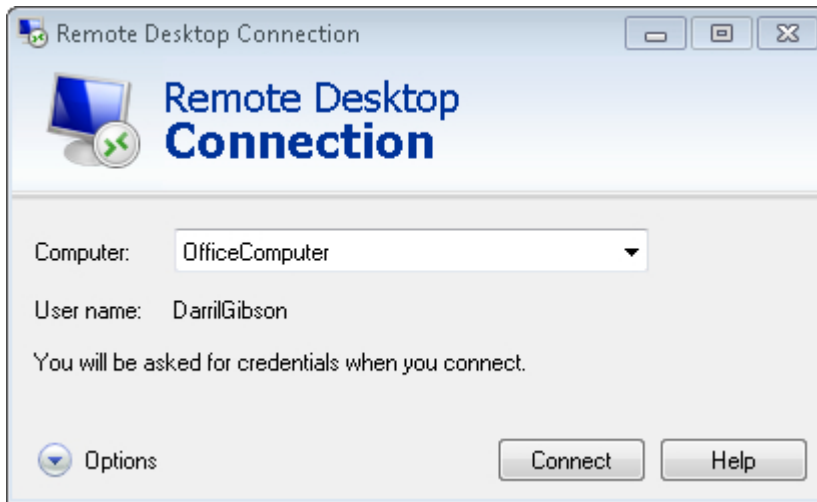 Remote Desktop Connection
Remote Desktop
Connection
Computer: OfficeComputer
User name: DarrilGibson
You will be asked for credentials when you connect.
Options Connect Help